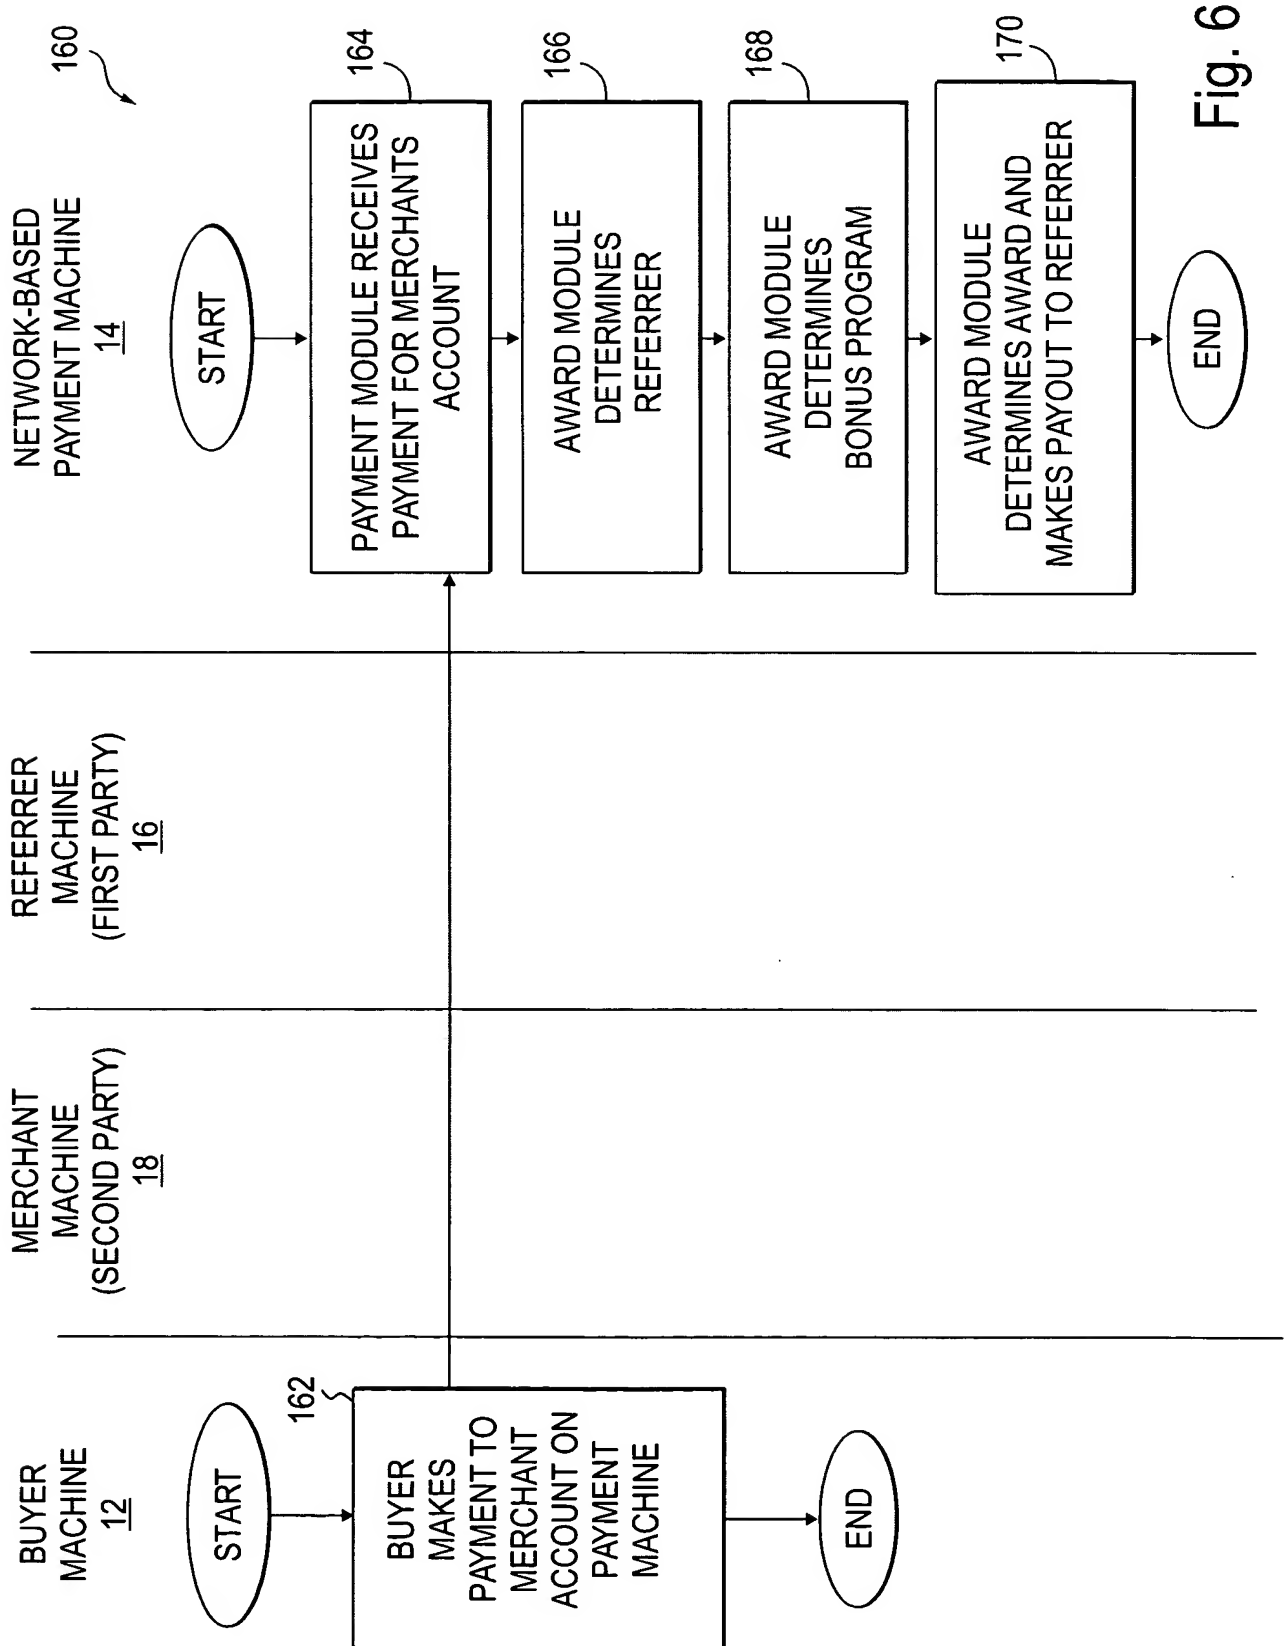 BUYER
MACHINE
12
MERCHANT
MACHINE
(SECOND PARTY)
18
REFERRER
MACHINE
(FIRST PARTY)
16
NETWORK-BASED
PAYMENT MACHINE
14
160
START
162
BUYER
MAKES
PAYMENT TO
MERCHANT
ACCOUNT ON
PAYMENT
MACHINE
END
START
164
PAYMENT MODULE RECEIVES
PAYMENT FOR MERCHANTS
ACCOUNT
166
AWARD MODULE
DETERMINES
REFERRER
168
AWARD MODULE
DETERMINES
BONUS PROGRAM
170
AWARD MODULE
DETERMINES AWARD AND
MAKES PAYOUT TO REFERRER
END
Fig. 6